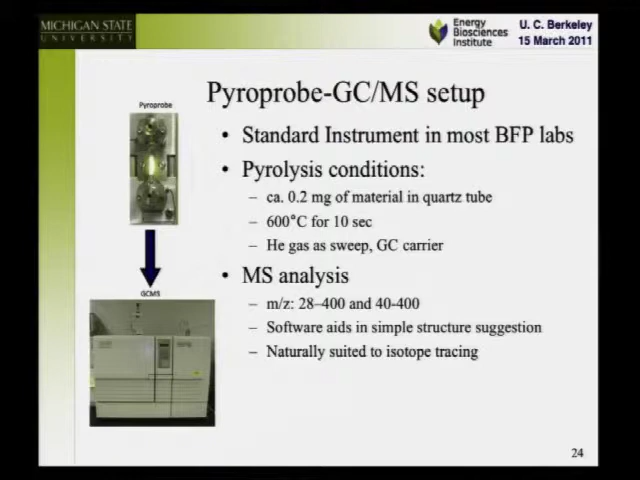 MICHIGAN STATE
UNIVERSITY
Energy
Biosciences
Institute
U. C. Berkeley
15 March 2011
Pyroprobe-GC/MS setup
Pyroprobe
• Standard Instrument in most BFP labs
• Pyrolysis conditions:
– ca. 0.2 mg of material in quartz tube
– 600°C for 10 sec
– He gas as sweep, GC carrier
GCMS
• MS analysis
– m/z: 28–400 and 40-400
– Software aids in simple structure suggestion
– Naturally suited to isotope tracing
24